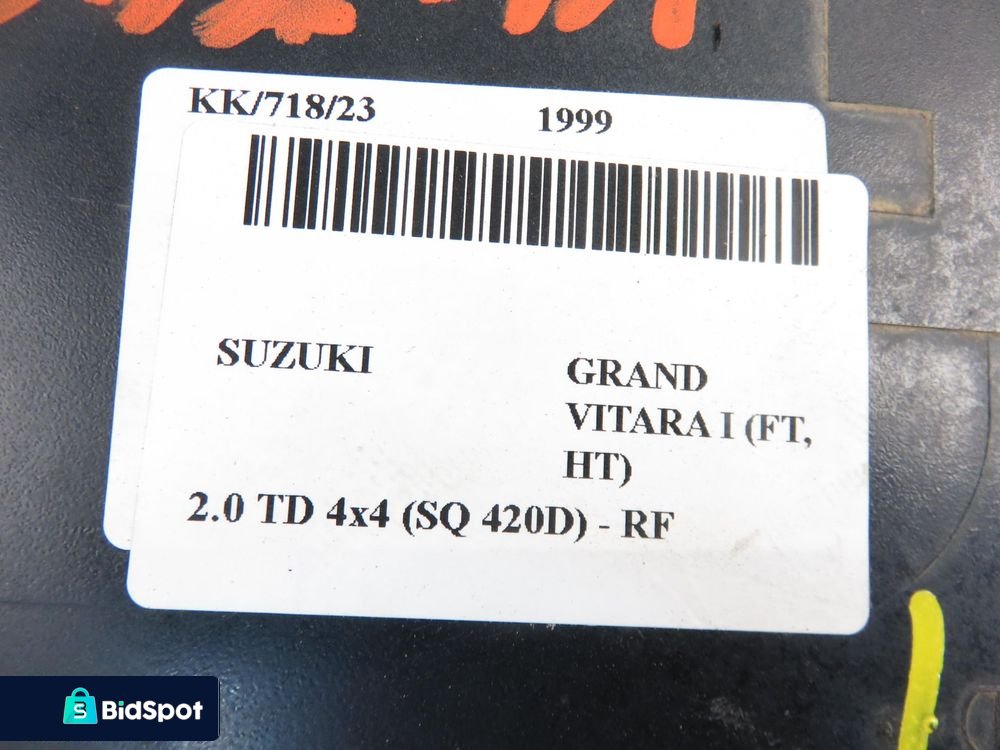 KK/718/23 1999
SUZUKI GRAND
VITARA I (FT,
HT)
2.0 TD 4x4 (SQ 420D) - RF
BidSpot